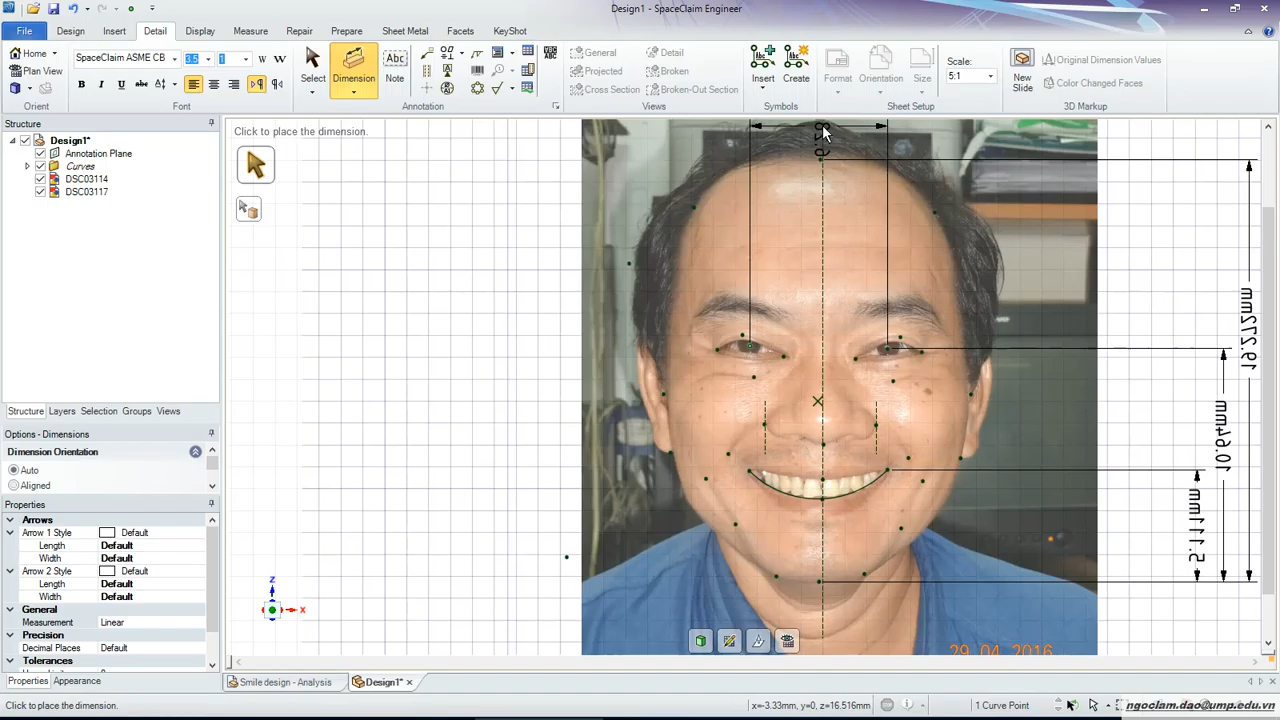 Design1 - SpaceClaim Engineer
File Design Insert Detail Display Measure Repair Prepare Sheet Metal Facets KeyShot
Home
Plan View
Orient
SpaceClaim ASME CB 3.5 1 W W
B I U abc A
Font
Select Dimension Note
Annotation
General Detail
Projected Broken
Cross Section Broken-Out Section
Views
Insert Create
Symbols
Format Orientation Size
Scale:
5:1
Sheet Setup
New Slide
Original Dimension Values
Color Changed Faces
3D Markup
Structure
Design1*
Annotation Plane
Curves
DSC03114
DSC03117
Structure Layers Selection Groups Views
Options - Dimensions
Dimension Orientation
Auto
Aligned
Properties
Arrows
Arrow 1 Style Default
Length Default
Width Default
Arrow 2 Style Default
Length Default
Width Default
General
Measurement Linear
Precision
Decimal Places Default
Tolerances
Properties Appearance
Click to place the dimension.
19.272mm
10.64mm
5.111mm
Z
X
29 04 2016
Smile design - Analysis Design1*
Click to place the dimension.
x=-3.33mm, y=0, z=16.516mm
1 Curve Point
ngoclam.dao@ump.edu.vn